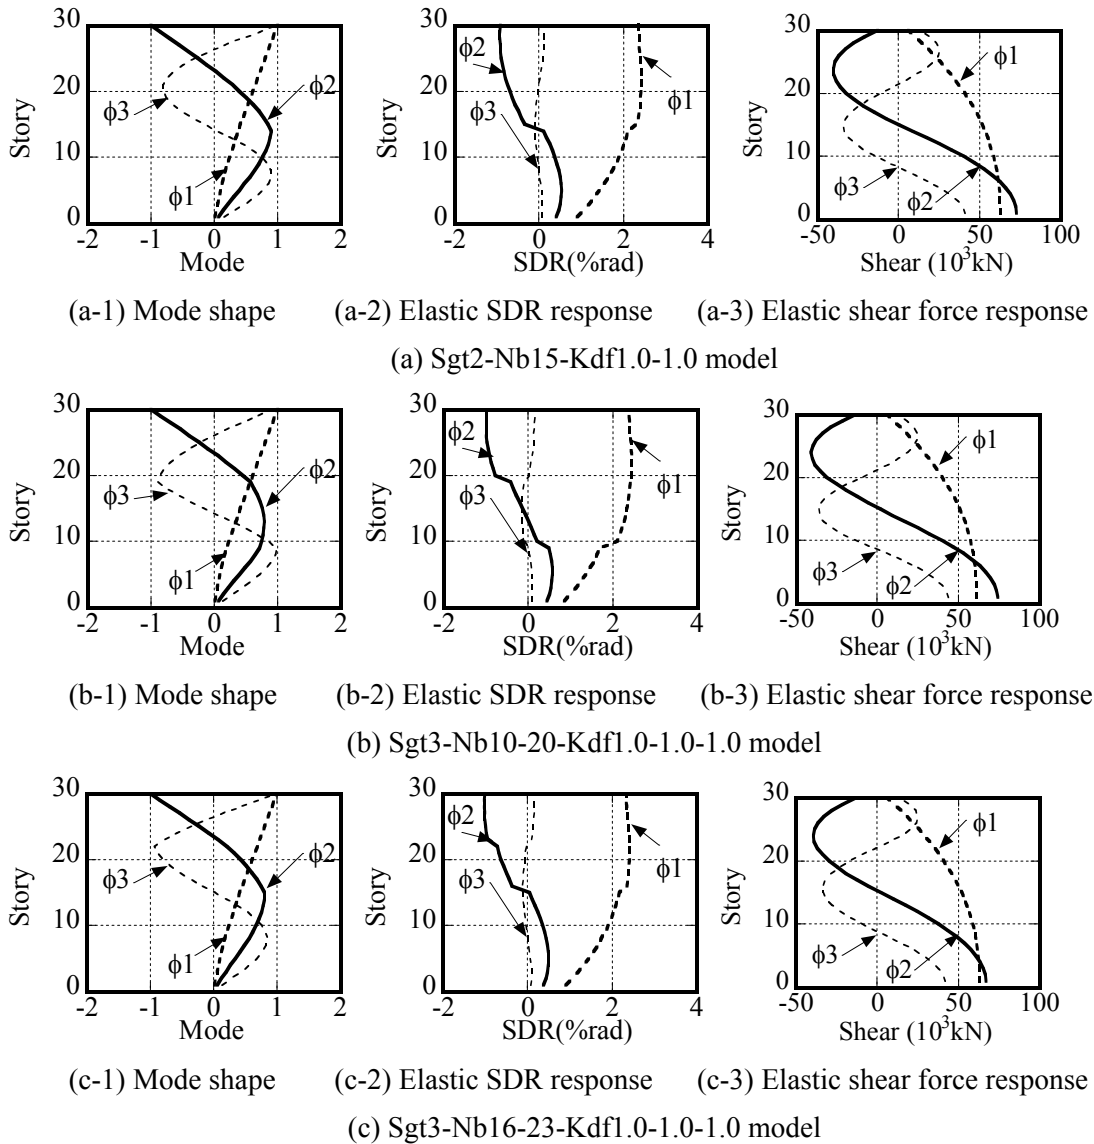 30
20
10
0
Story
ϕ3
ϕ2
ϕ1
-2 -1 0 1 2
Mode
30
20
10
0
Story
ϕ2
ϕ3
ϕ1
-2 0 2 4
SDR(%rad)
30
20
10
0
Story
ϕ1
ϕ3
ϕ2
-50 0 50 100
Shear (10³kN)
(a-1) Mode shape (a-2) Elastic SDR response (a-3) Elastic shear force response
(a) Sgt2-Nb15-Kdf1.0-1.0 model
30
20
10
0
Story
ϕ3
ϕ2
ϕ1
-2 -1 0 1 2
Mode
30
20
10
0
Story
ϕ2
ϕ3
ϕ1
-2 0 2 4
SDR(%rad)
30
20
10
0
Story
ϕ1
ϕ3
ϕ2
-50 0 50 100
Shear (10³kN)
(b-1) Mode shape (b-2) Elastic SDR response (b-3) Elastic shear force response
(b) Sgt3-Nb10-20-Kdf1.0-1.0-1.0 model
30
20
10
0
Story
ϕ3
ϕ2
ϕ1
-2 -1 0 1 2
Mode
30
20
10
0
Story
ϕ2
ϕ3
ϕ1
-2 0 2 4
SDR(%rad)
30
20
10
0
Story
ϕ1
ϕ3
ϕ2
-50 0 50 100
Shear (10³kN)
(c-1) Mode shape (c-2) Elastic SDR response (c-3) Elastic shear force response
(c) Sgt3-Nb16-23-Kdf1.0-1.0-1.0 model